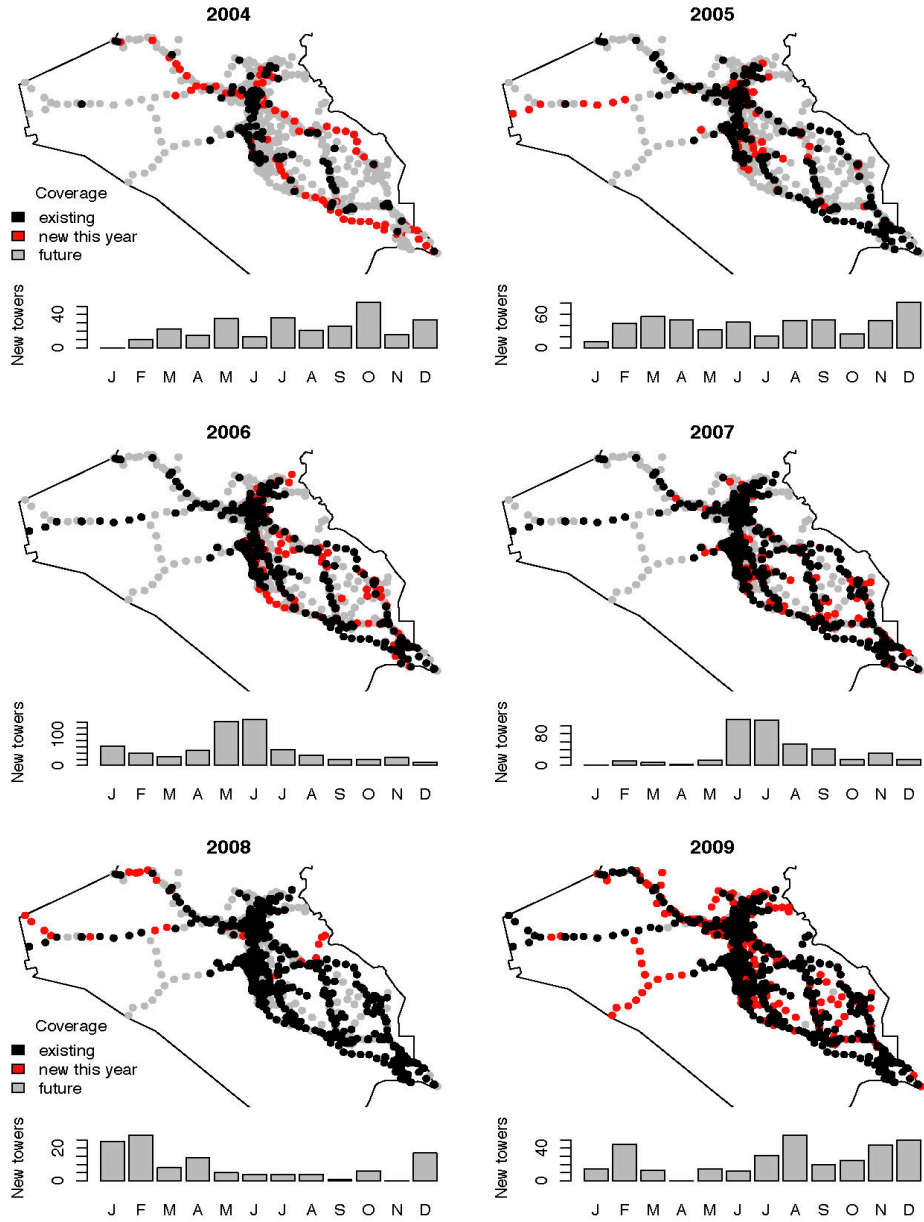 2004
2005
Coverage
existing
new this year
future
New towers
0 40
J F M A M J J A S O N D
New towers
0 60
J F M A M J J A S O N D
2006
2007
New towers
0 100
J F M A M J J A S O N D
New towers
0 80
J F M A M J J A S O N D
2008
2009
Coverage
existing
new this year
future
New towers
0 20
J F M A M J J A S O N D
New towers
0 40
J F M A M J J A S O N D